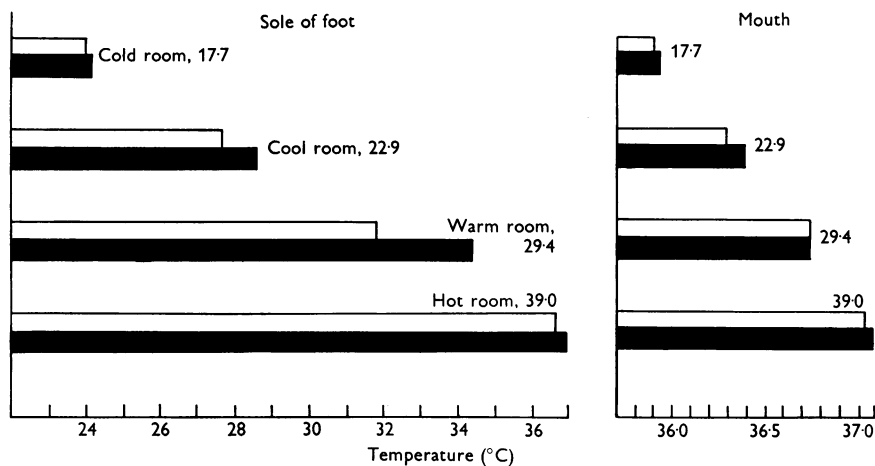 Sole of foot
Cold room, 17·7
Cool room, 22·9
Warm room,
29·4
Hot room, 39·0
24 26 28 30 32 34 36
Mouth
17·7
22·9
29·4
39·0
36·0 36·5 37·0
Temperature (°C)